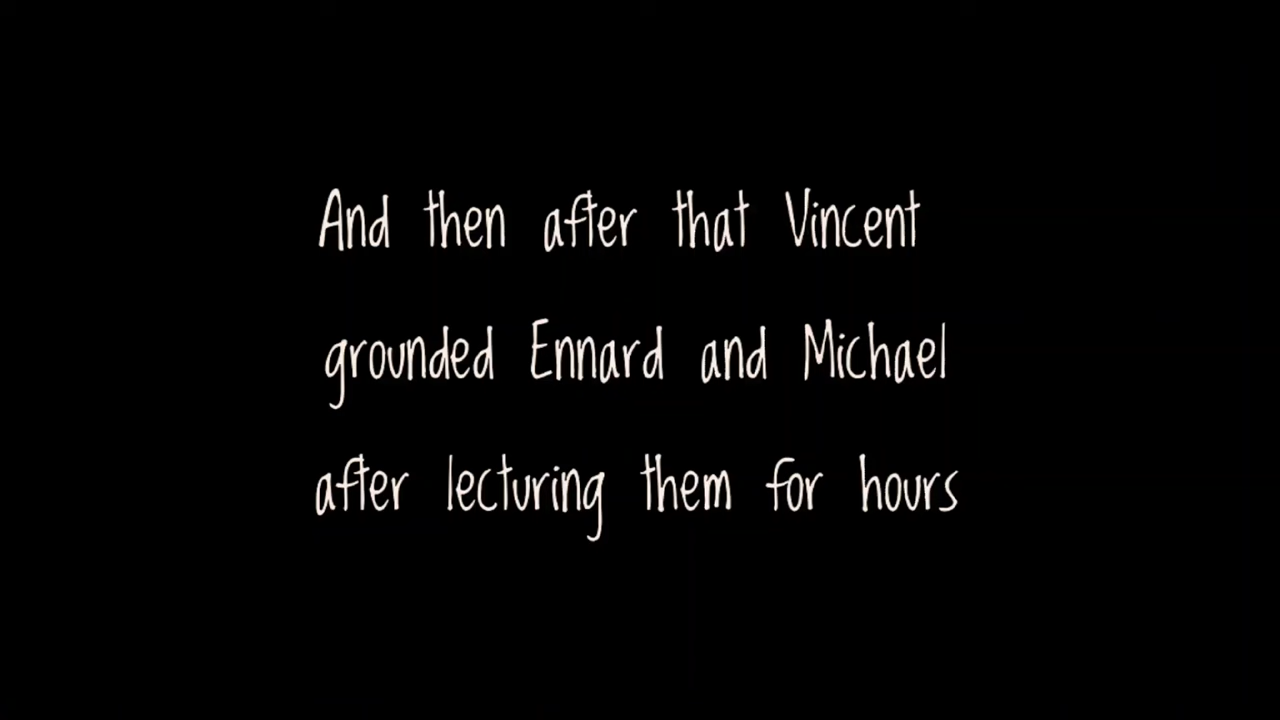 And then after that Vincent
grounded Ennard and Michael
after lecturing them for hours